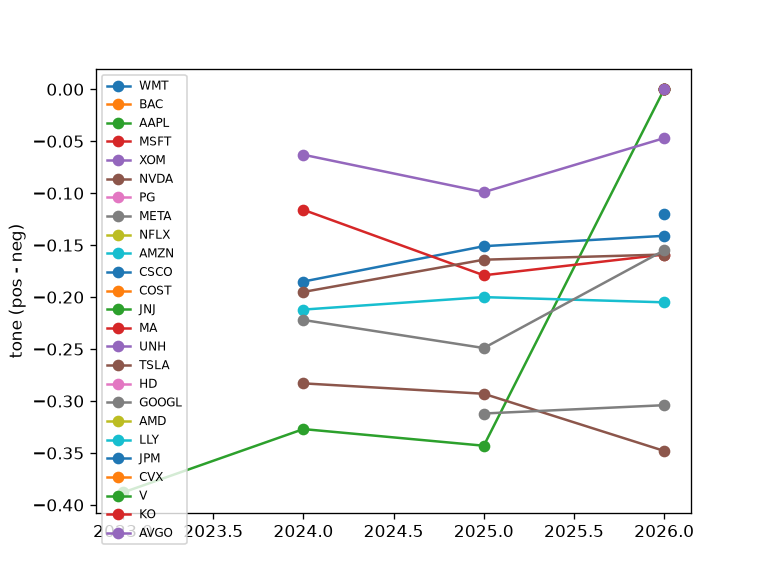 WMT
BAC
AAPL
MSFT
XOM
NVDA
PG
META
NFLX
AMZN
CSCO
COST
JNJ
MA
UNH
TSLA
HD
GOOGL
AMD
LLY
JPM
CVX
V
KO
AVGO
0.00
−0.05
−0.10
−0.15
−0.20
−0.25
−0.30
−0.35
−0.40
tone (pos - neg)
2023.0 2023.5 2024.0 2024.5 2025.0 2025.5 2026.0